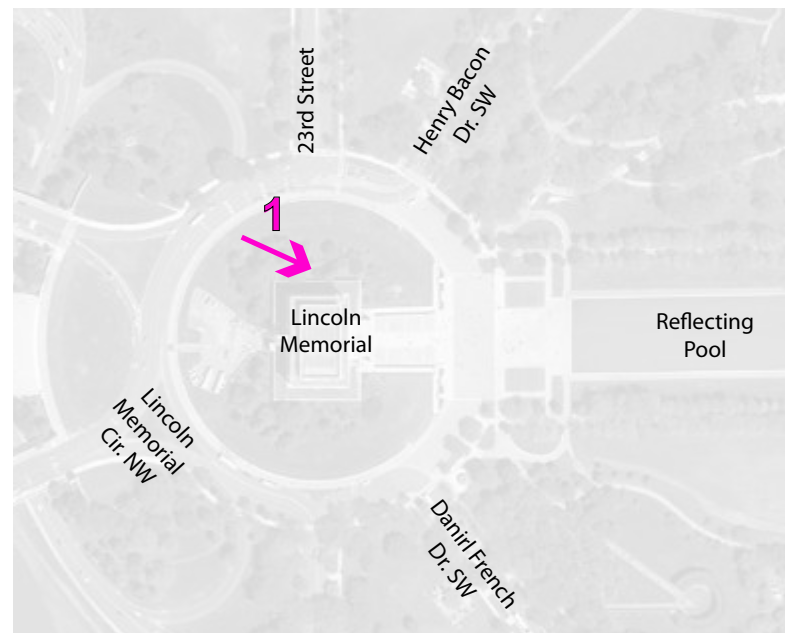 23rd Street
Henry Bacon
Dr. SW
1
Lincoln
Memorial
Reflecting
Pool
Lincoln
Memorial
Cir. NW
Danirl French
Dr. SW